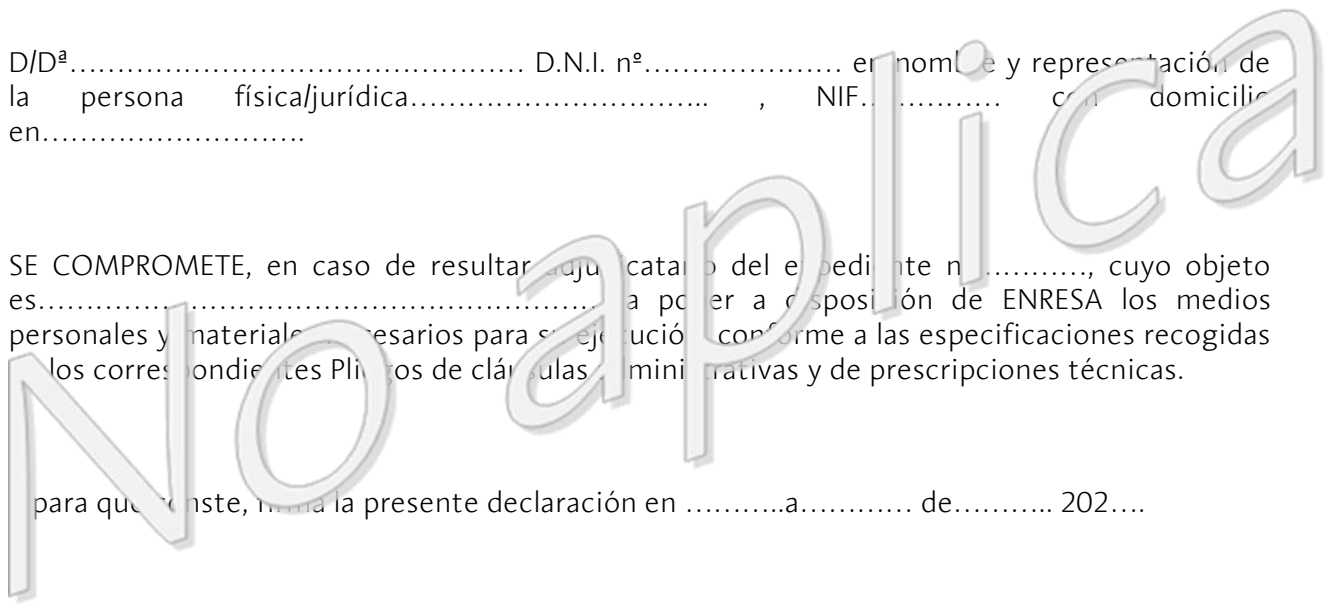 D/Dª……………………………………… D.N.I. nº………………… en nombre y representación de
la persona física/jurídica………………………….. , NIF…………… con domicilio
en……………………….
SE COMPROMETE, en caso de resultar adjudicatario del expediente nº…………, cuyo objeto
es…………………………………………………, a poner a disposición de ENRESA los medios
personales y materiales necesarios para su ejecución conforme a las especificaciones recogidas
los correspondientes Pliegos de cláusulas administrativas y de prescripciones técnicas.
para que conste, firma la presente declaración en ………..a………… de……….. 202….
No aplica